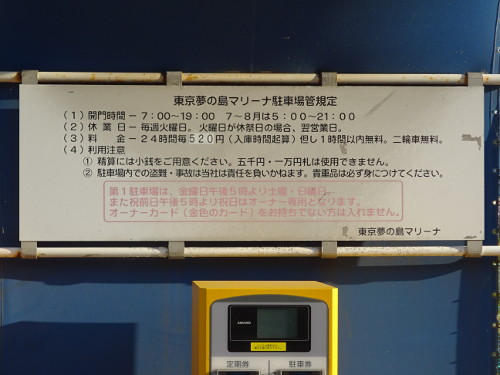 東京夢の島マリーナ駐車場管規定
(1)開門時間－7:00～19:00 7～8月は5:00～21:00
(2)休業日－毎週火曜日。火曜日が休祭日の場合、翌営業日。
(3)料金－24時間毎520円(入庫時間起算)但し1時間以内無料。二輪車無料。
(4)利用注意
① 精算には小銭をご用意ください。五千円・一万円札は使用できません。
② 駐車場内での盗難・事故は当社は責任を負いかねます。貴重品は必ず身につけてください。
第1駐車場は、金曜日午後5時より土曜・日曜日、
また祝前日午後5時より祝日はオーナー専用となります。
オーナーカード(金色のカード)をお持ちでない方は入れません。
東京夢の島マリーナ
AMANO
定期券
駐車券